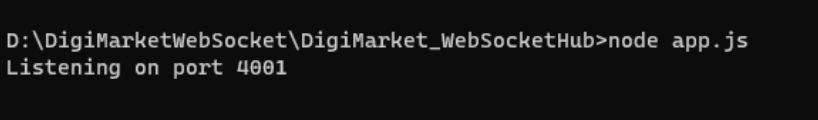 D:\DigiMarketWebSocket\DigiMarket_WebSocketHub>node app.js
Listening on port 4001